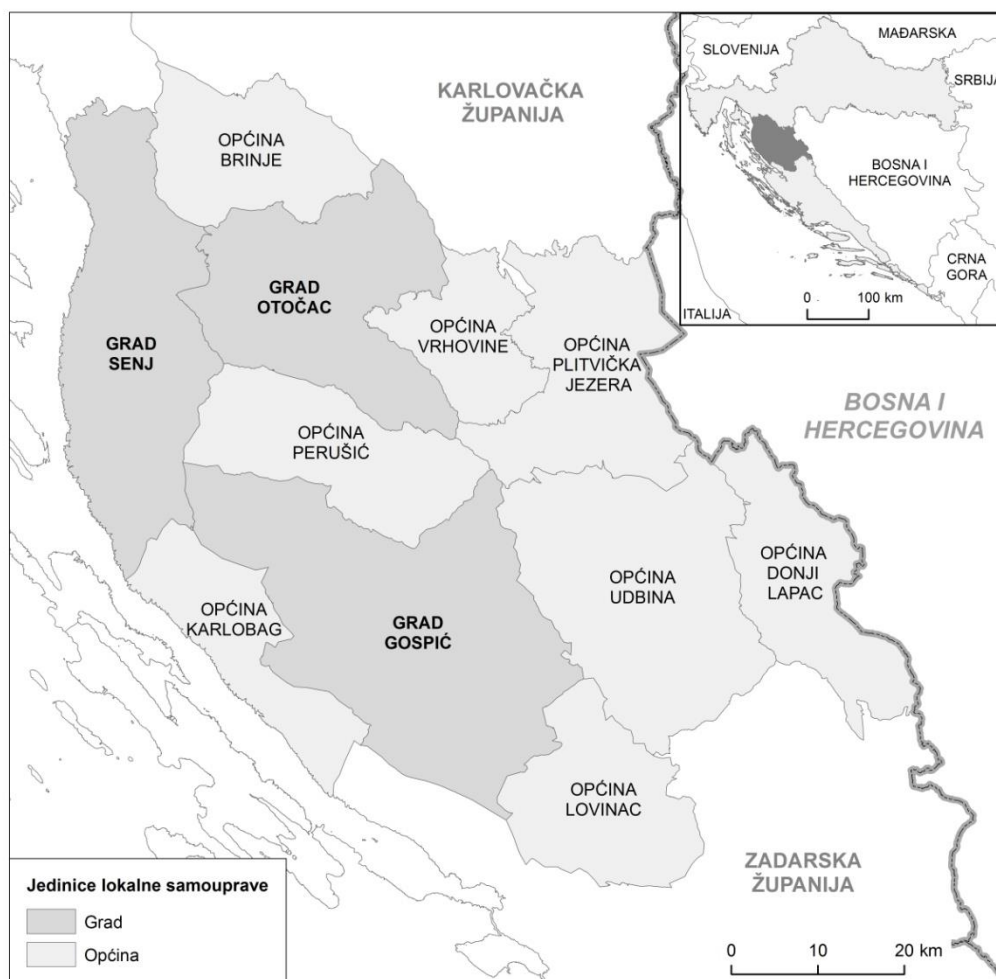 KARLOVAČKA
ŽUPANIJA
OPĆINA
BRINJE
GRAD
OTOČAC
GRAD
SENJ
OPĆINA
VRHOVINE
OPĆINA
PLITVIČKA
JEZERA
OPĆINA
PERUŠIĆ
BOSNA I
HERCEGOVINA
OPĆINA
UDBINA
OPĆINA
DONJI
LAPAC
OPĆINA
KARLOBAG
GRAD
GOSPIĆ
OPĆINA
LOVINAC
ZADARSKA
ŽUPANIJA
SLOVENIJA
MAĐARSKA
SRBIJA
BOSNA I
HERCEGOVINA
CRNA
GORA
ITALIJA
0 100 km
Jedinice lokalne samouprave
Grad
Općina
0 10 20 km